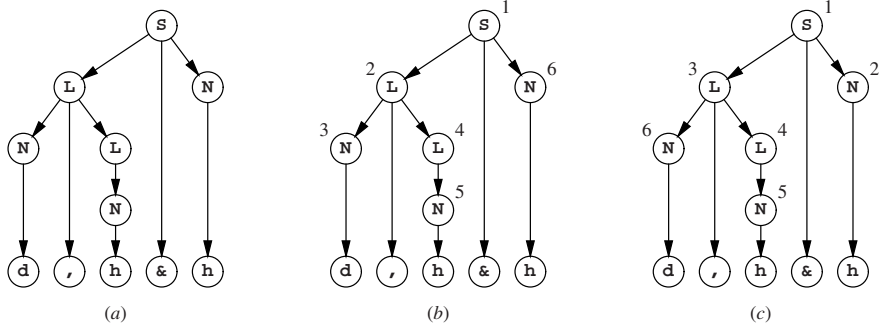 S S 1 S 1
L N 2 L N 6 3 L N 2
N L 3 N L 4 6 N L 4
N N 5 N 5
d , h & h d , h & h d , h & h
(a) (b) (c)